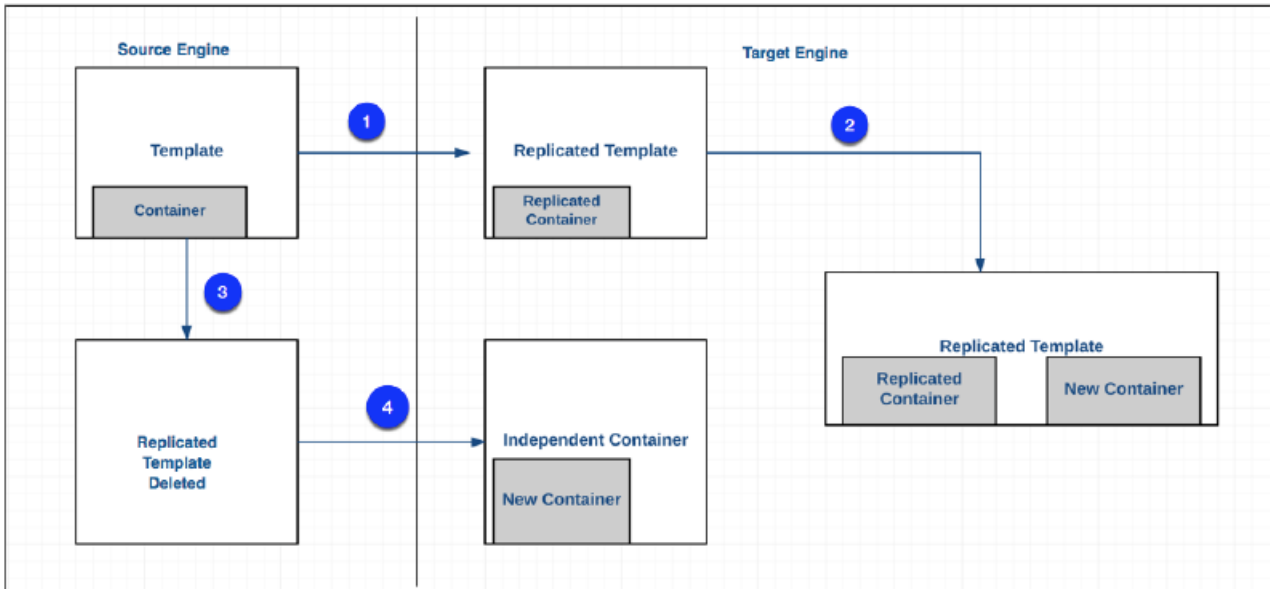 Source Engine
Target Engine
1
2
Template
Replicated Template
Container
Replicated
Container
3
Replicated Template
Replicated
Container
New Container
4
Replicated
Template
Deleted
Independent Container
New Container